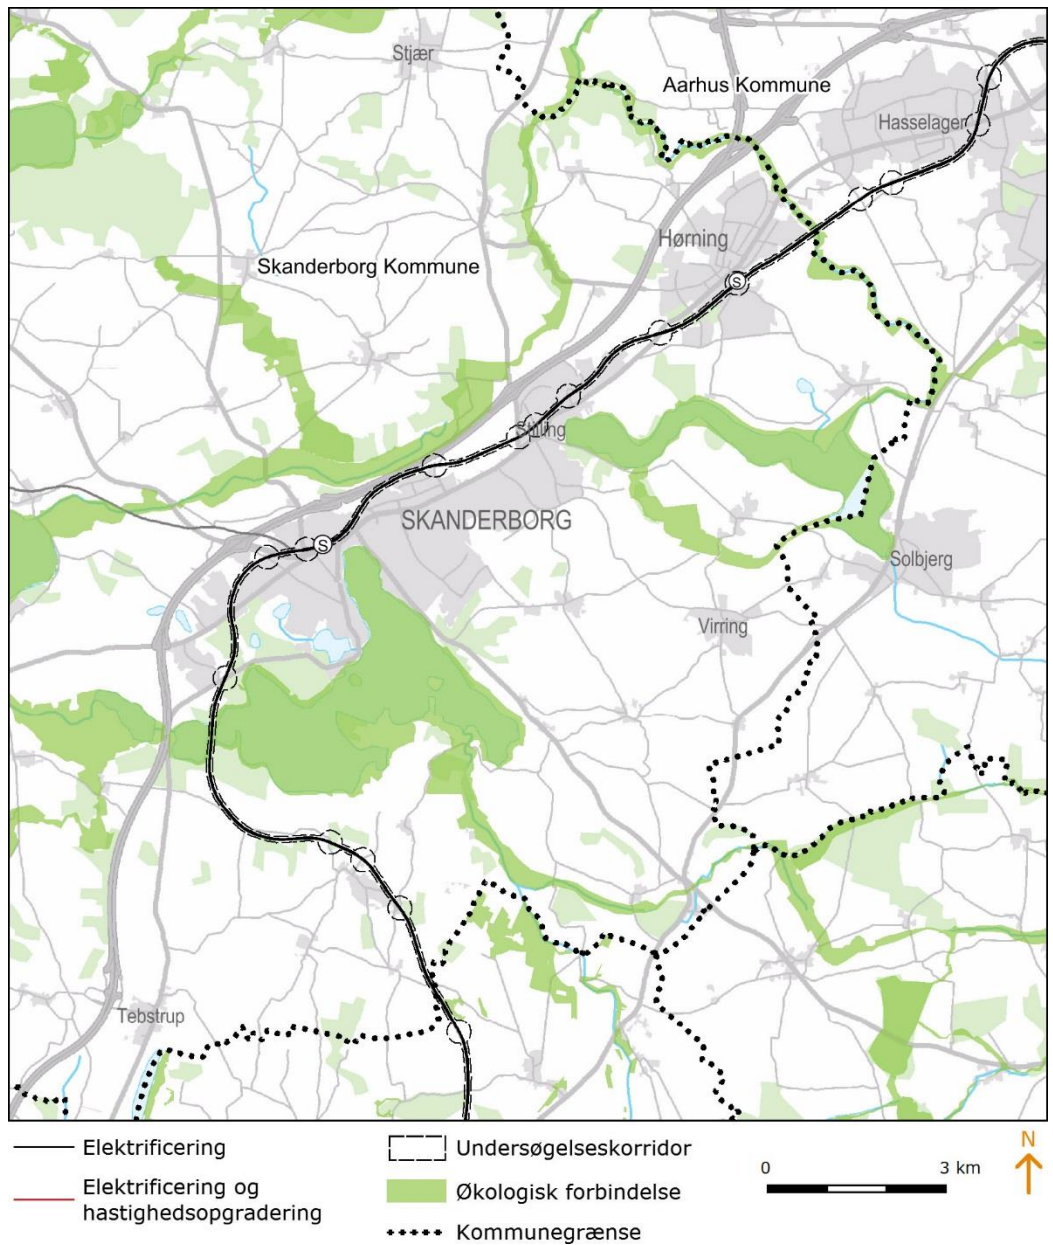 Stjær
Aarhus Kommune
Hasselager
Hørning
Skanderborg Kommune
S
Stilling
SKANDERBORG
S
Solbjerg
Virring
Tebstrup
Elektrificering
Elektrificering og
hastighedsopgradering
Undersøgelseskorridor
Økologisk forbindelse
Kommunegrænse
0 3 km
N